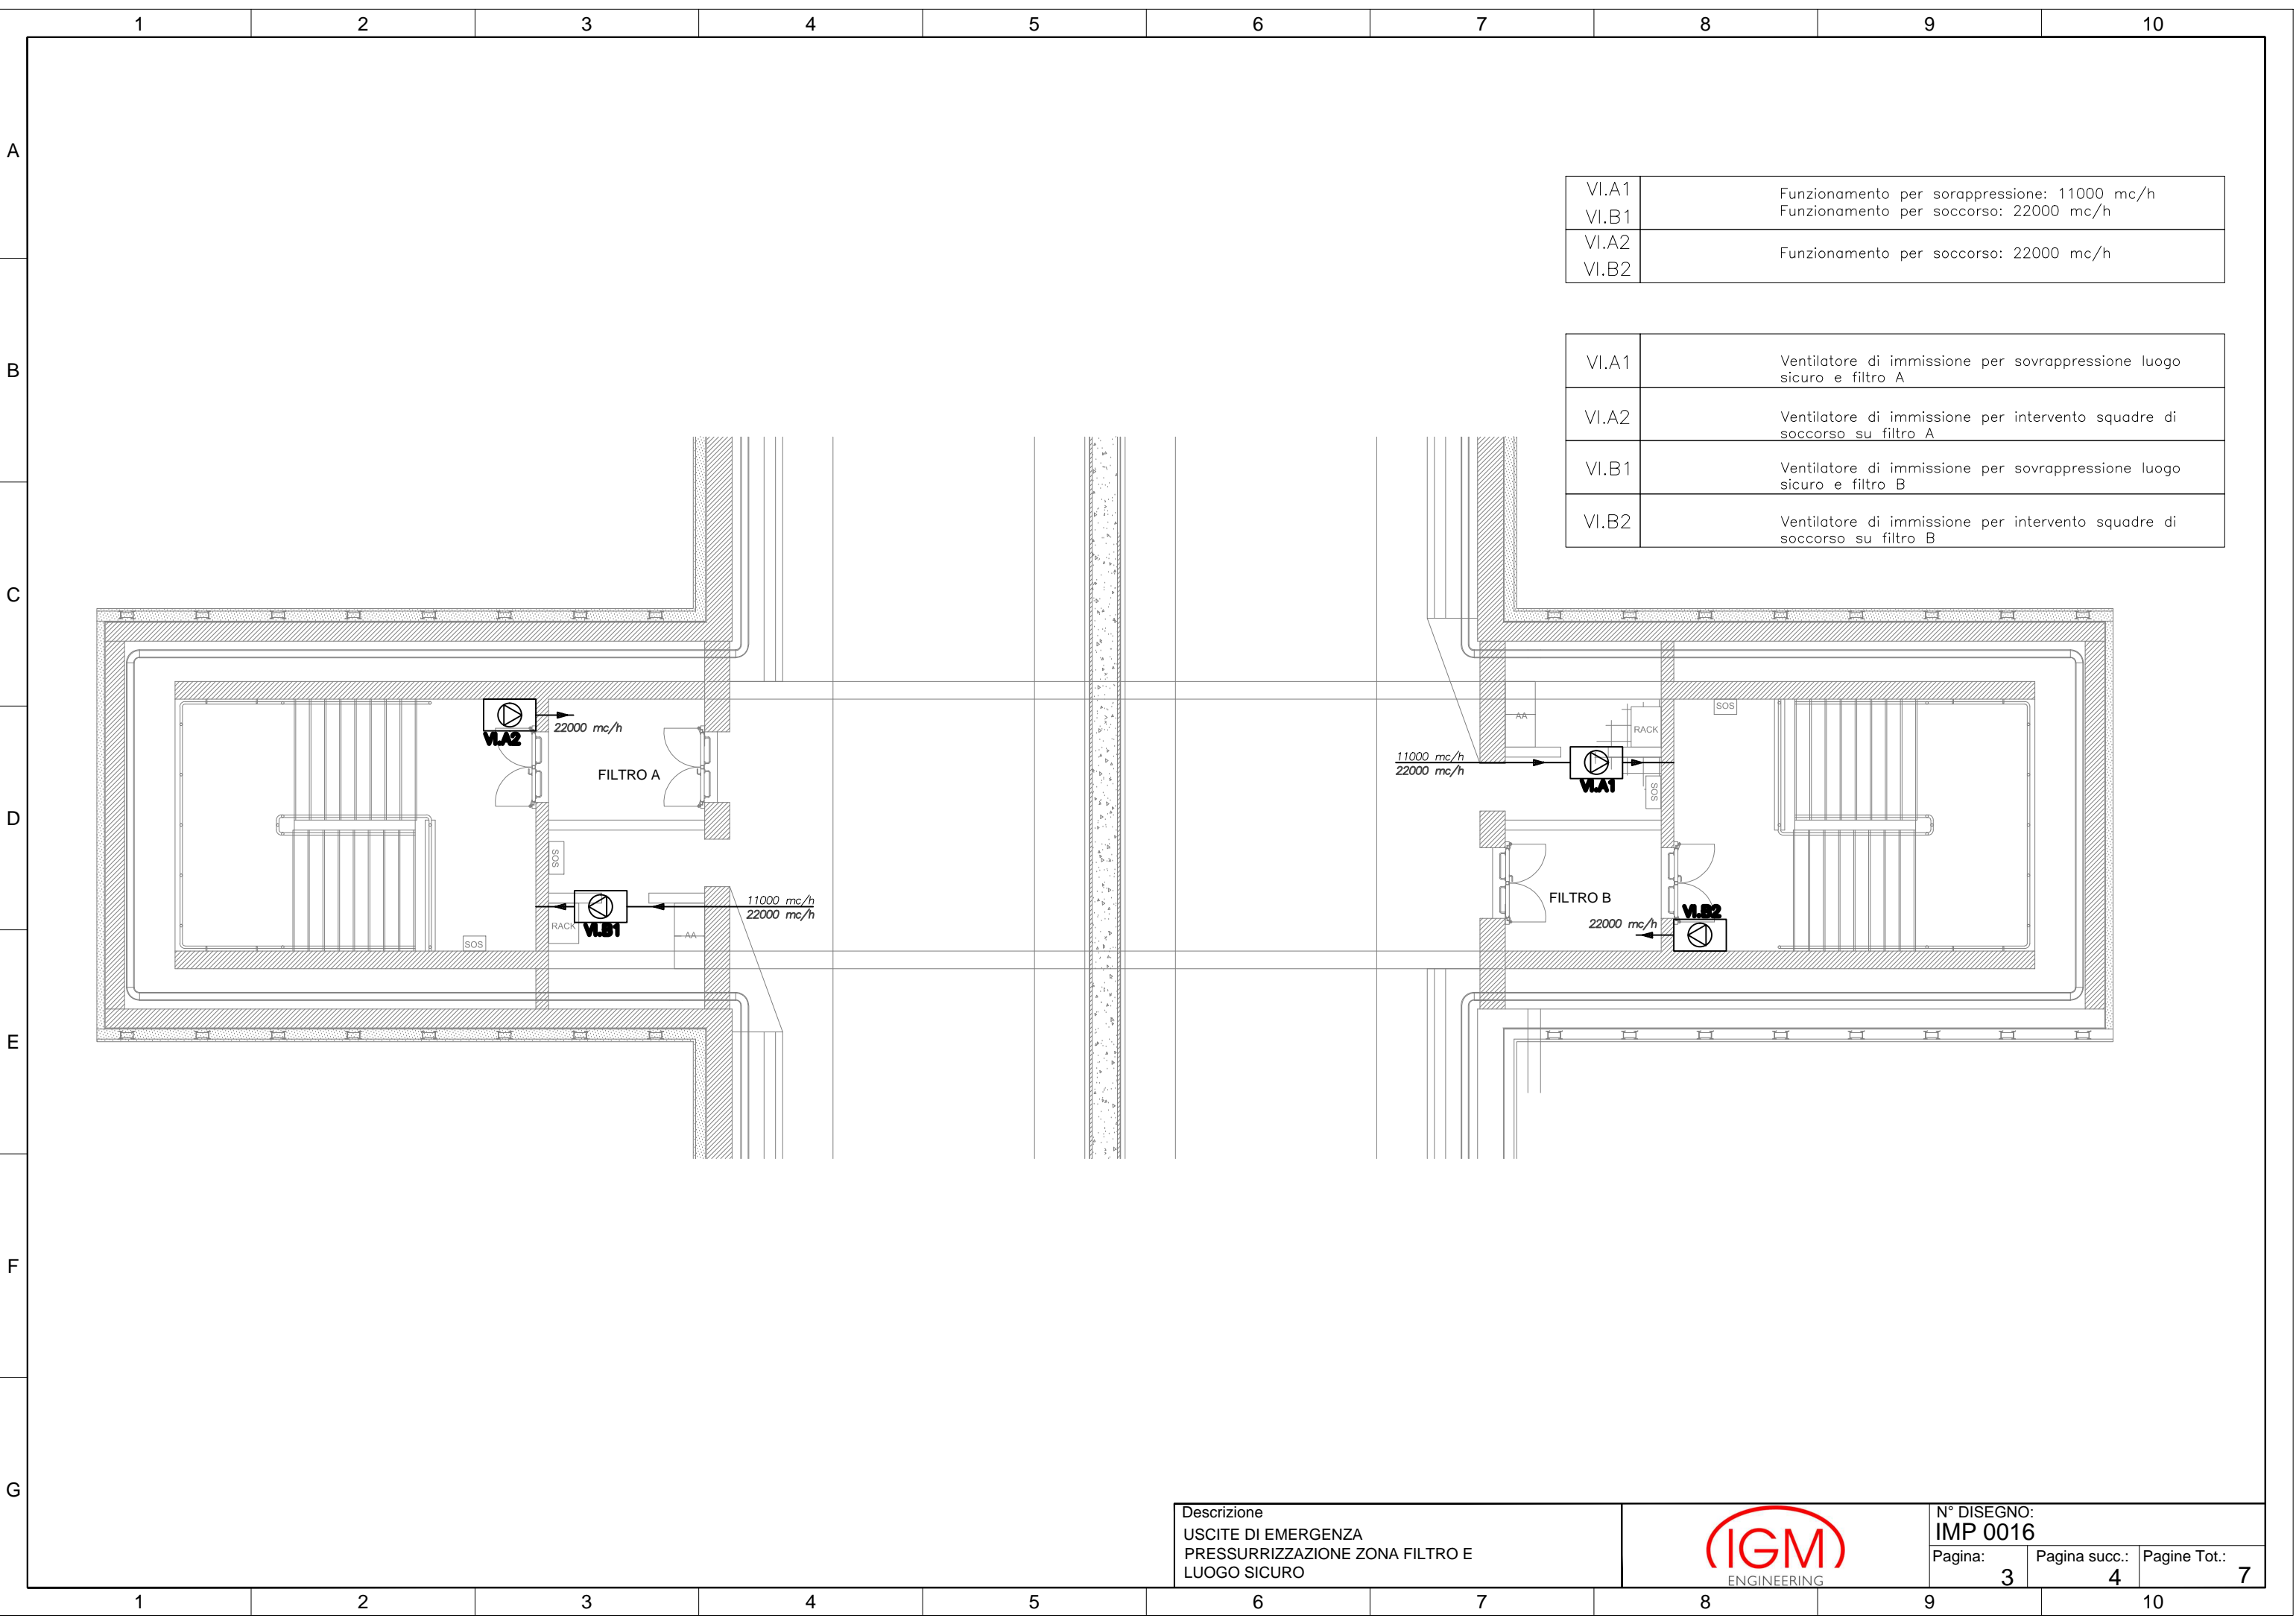 1 2 3 4 5 6 7 8 9 10
A
B
C
D
E
F
G
VI.A1
VI.B1
Funzionamento per sorappressione: 11000 mc/h
Funzionamento per soccorso: 22000 mc/h
VI.A2
VI.B2
Funzionamento per soccorso: 22000 mc/h
VI.A1
Ventilatore di immissione per sovrappressione luogo
sicuro e filtro A
VI.A2
Ventilatore di immissione per intervento squadre di
soccorso su filtro A
VI.B1
Ventilatore di immissione per sovrappressione luogo
sicuro e filtro B
VI.B2
Ventilatore di immissione per intervento squadre di
soccorso su filtro B
VI.A2
22000 mc/h
FILTRO A
SOS
11000 mc/h
22000 mc/h
RACK
VI.B1
AA
SOS
AA
RACK
SOS
11000 mc/h
22000 mc/h
VI.A1
SOS
FILTRO B
VI.B2
22000 mc/h
Descrizione
USCITE DI EMERGENZA
PRESSURRIZZAZIONE ZONA FILTRO E
LUOGO SICURO
IGM
ENGINEERING
N° DISEGNO:
IMP 0016
Pagina:
3
Pagina succ.:
4
Pagine Tot.:
7
1 2 3 4 5 6 7 8 9 10